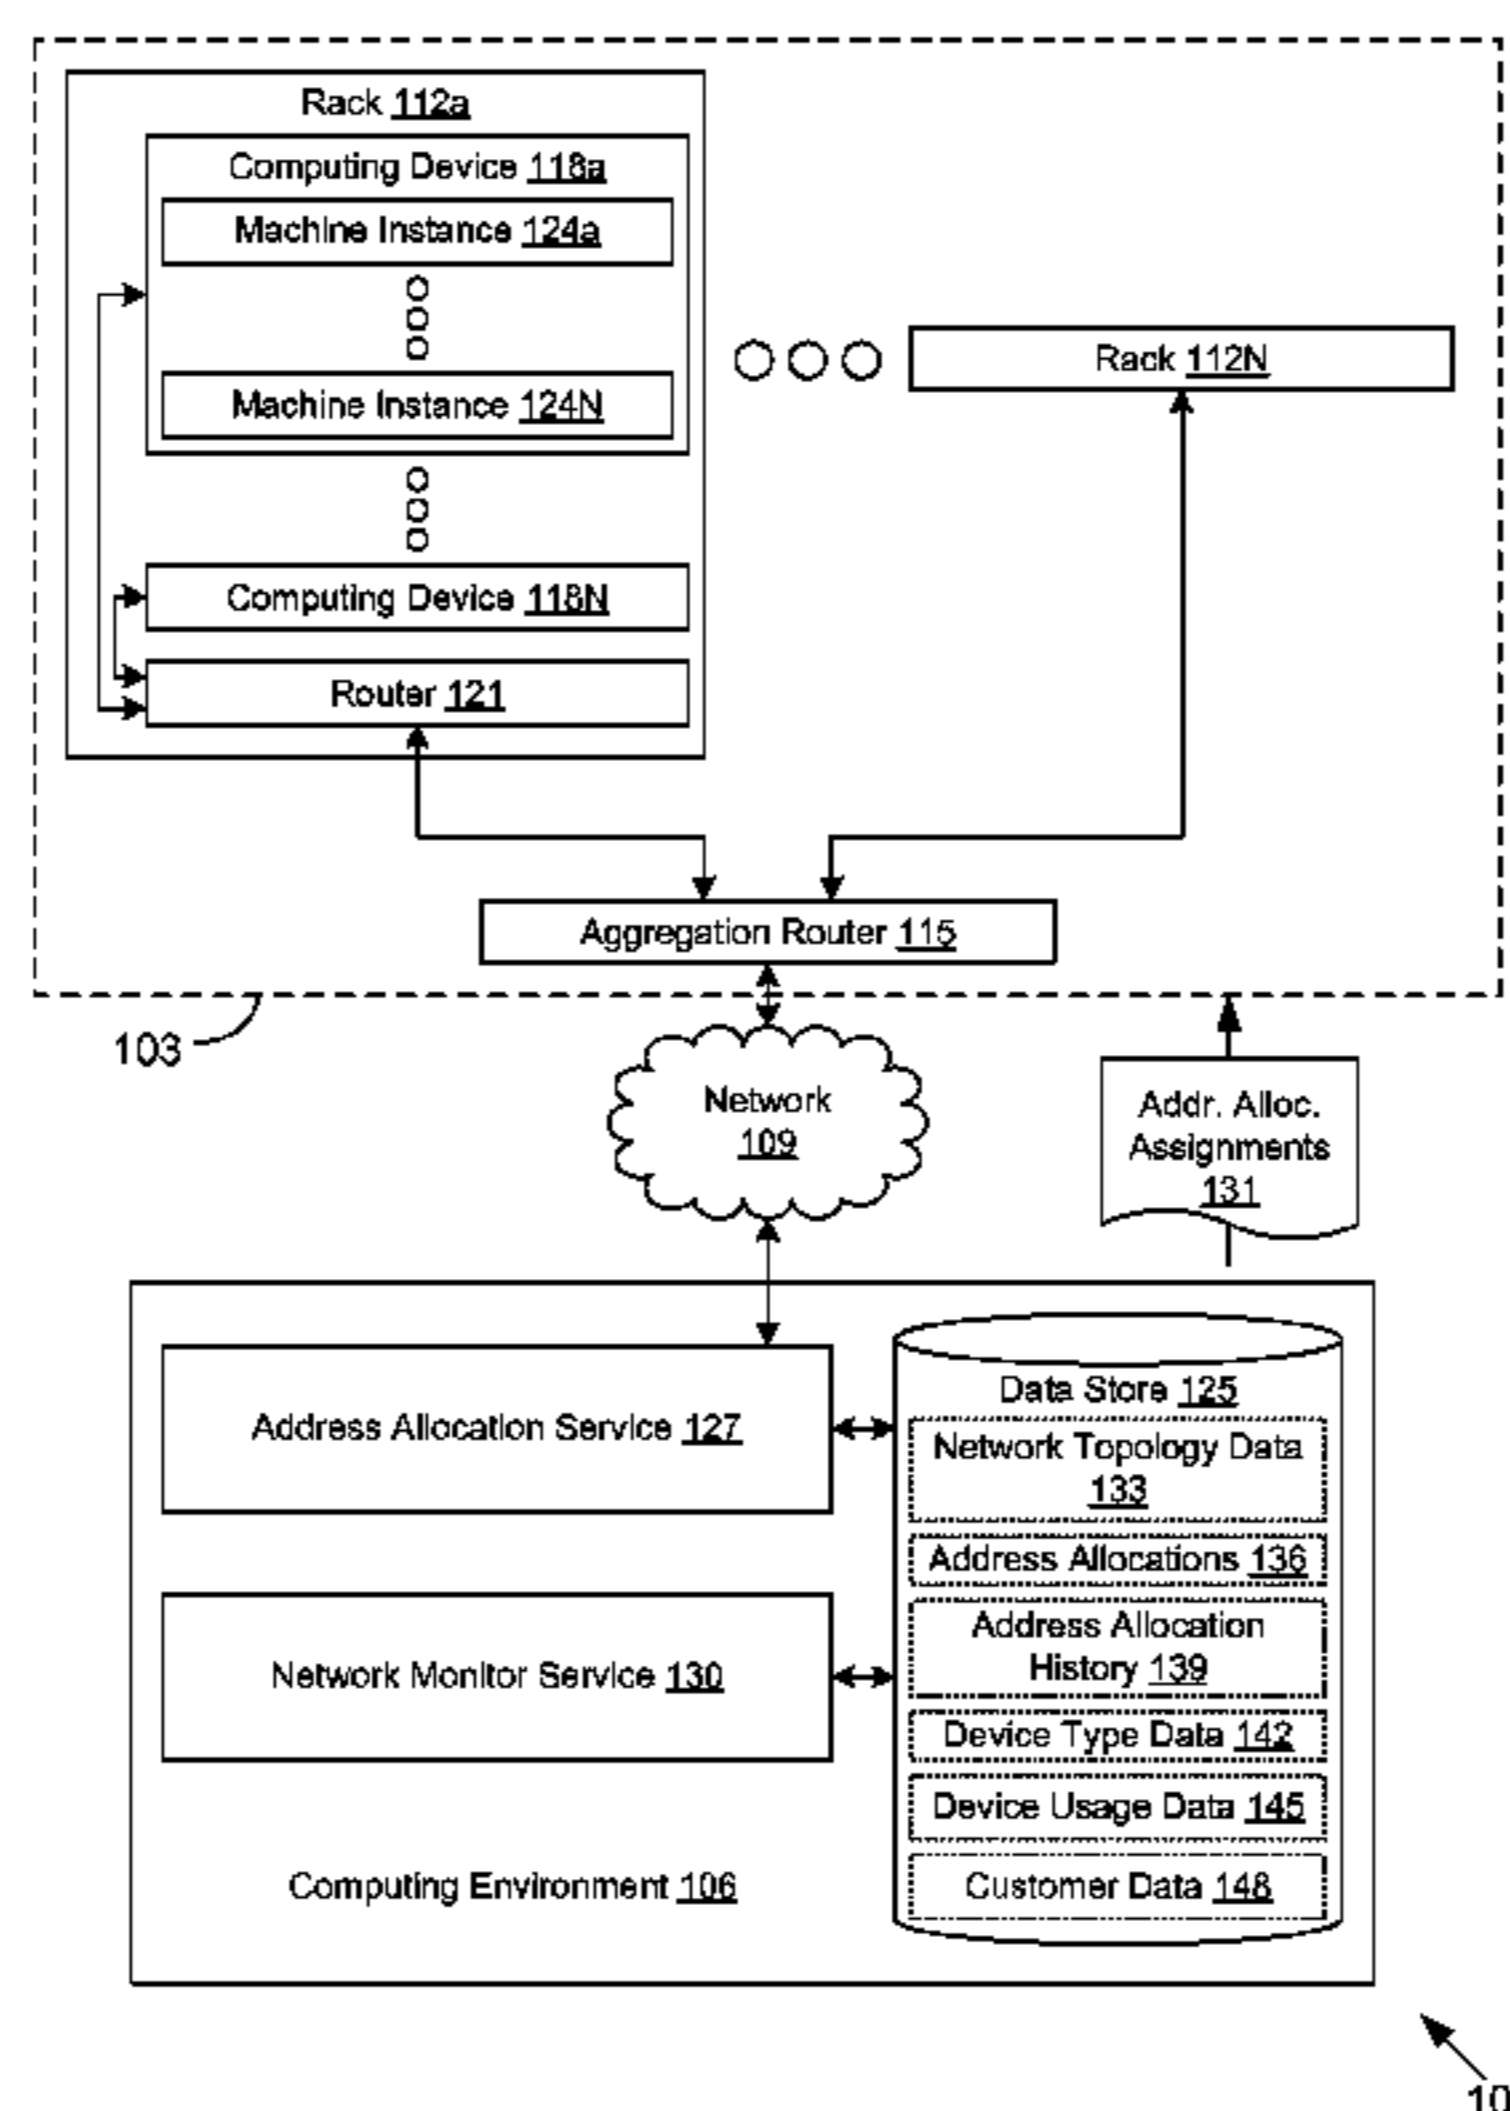 Rack 112a
Computing Device 118a
Machine Instance 124a
Machine Instance 124N
Computing Device 118N
Router 121
Rack 112N
Aggregation Router 115
103
Network
109
Addr. Alloc.
Assignments
131
Address Allocation Service 127
Network Monitor Service 130
Computing Environment 106
Data Store 125
Network Topology Data
133
Address Allocations 136
Address Allocation
History 139
Device Type Data 142
Device Usage Data 145
Customer Data 148